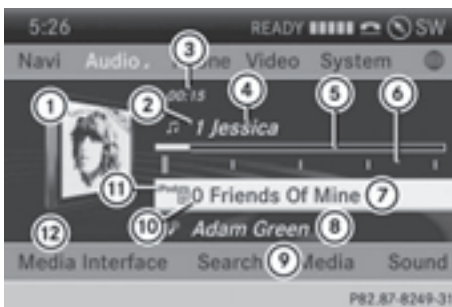 5:26 READY SW
Navi Audio Phone Video System
3
00:15
1 2 4 5 6
1 Jessica
11 iPod 0 Friends Of Mine 7
10 12 Adam Green 8
Media Interface Search 9 Media Sound
P82.87-8249-31